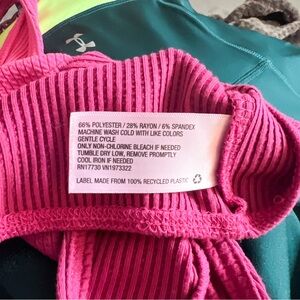 66% POLYESTER / 28% RAYON / 6% SPANDEX
MACHINE WASH COLD WITH LIKE COLORS
GENTLE CYCLE
ONLY NON-CHLORINE BLEACH IF NEEDED
TUMBLE DRY LOW, REMOVE PROMPTLY
COOL IRON IF NEEDED
RN17730 VN1973322
LABEL MADE FROM 100% RECYCLED PLASTIC